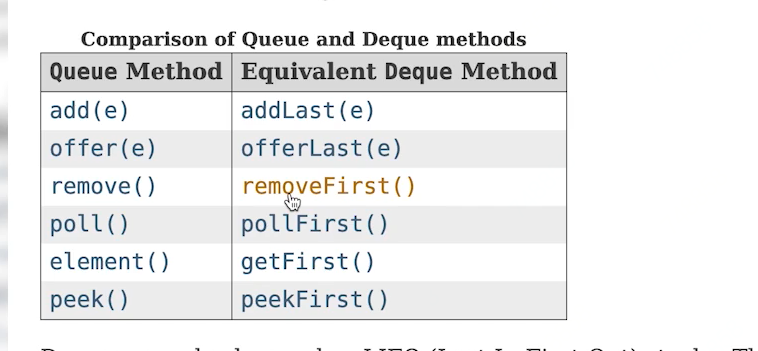 Comparison of Queue and Deque methods
Queue Method Equivalent Deque Method
add(e) addLast(e)
offer(e) offerLast(e)
remove() removeFirst()
poll() pollFirst()
element() getFirst()
peek() peekFirst()